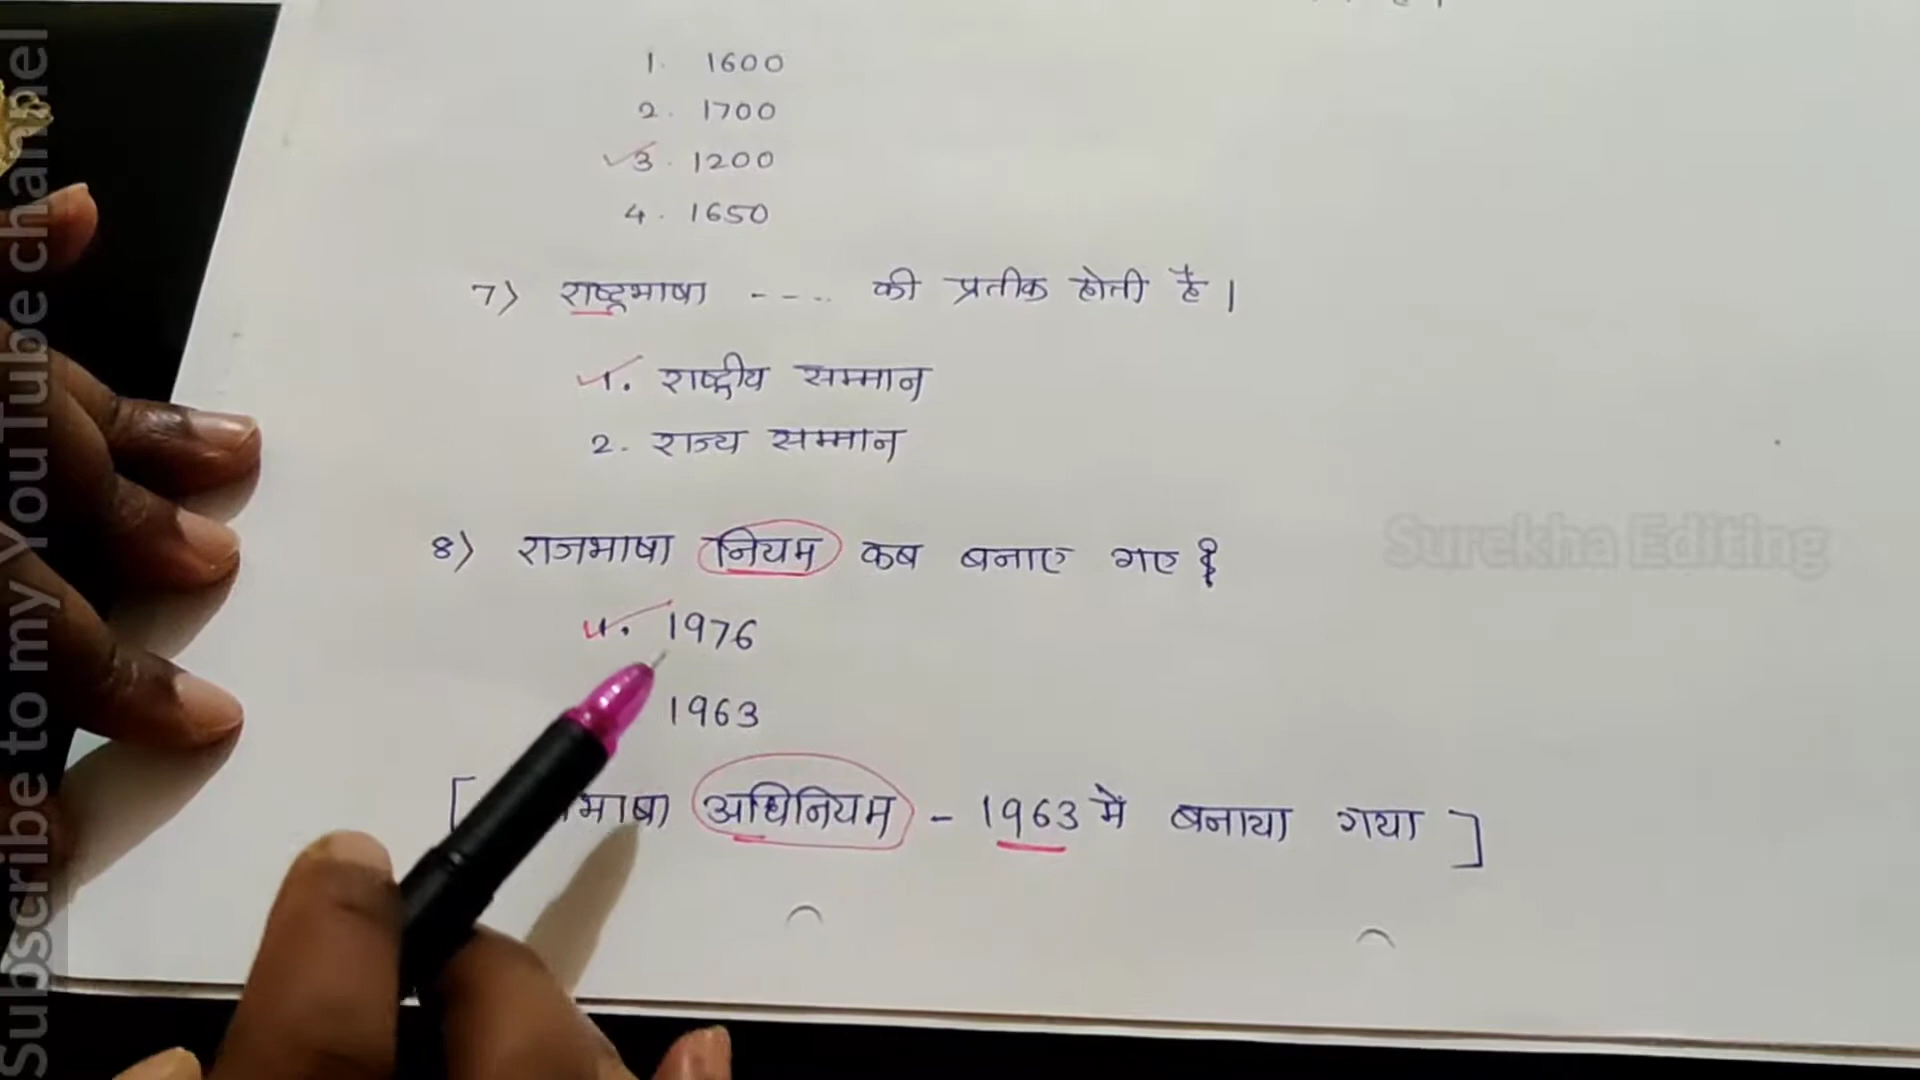 1. 1600
2. 1700
3. 1200
4. 1650
7) राष्ट्रभाषा ---- की प्रतीक होती है।
1. राष्ट्रीय सम्मान
2. राज्य सम्मान
8) राजभाषा नियम कब बनाए गए
1. 1976
1963
[ अधिनियम - 1963 में बनाया गया ]
Surekha Editing
Subscribe to my YouTube channel